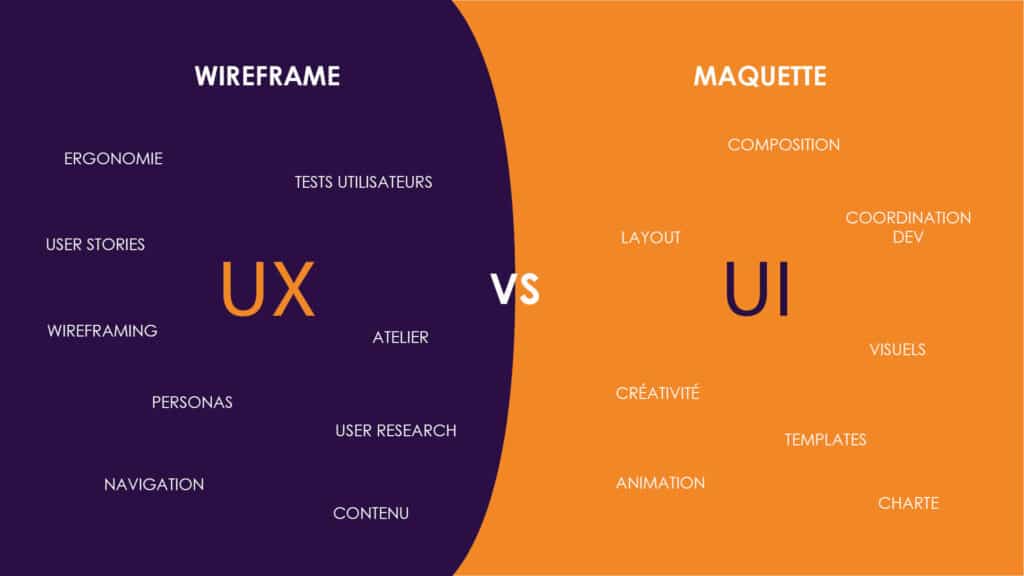 WIREFRAME
ERGONOMIE
TESTS UTILISATEURS
USER STORIES
UX
WIREFRAMING
ATELIER
PERSONAS
USER RESEARCH
NAVIGATION
CONTENU
VS
MAQUETTE
COMPOSITION
COORDINATION
DEV
LAYOUT
UI
VISUELS
CRÉATIVITÉ
TEMPLATES
ANIMATION
CHARTE